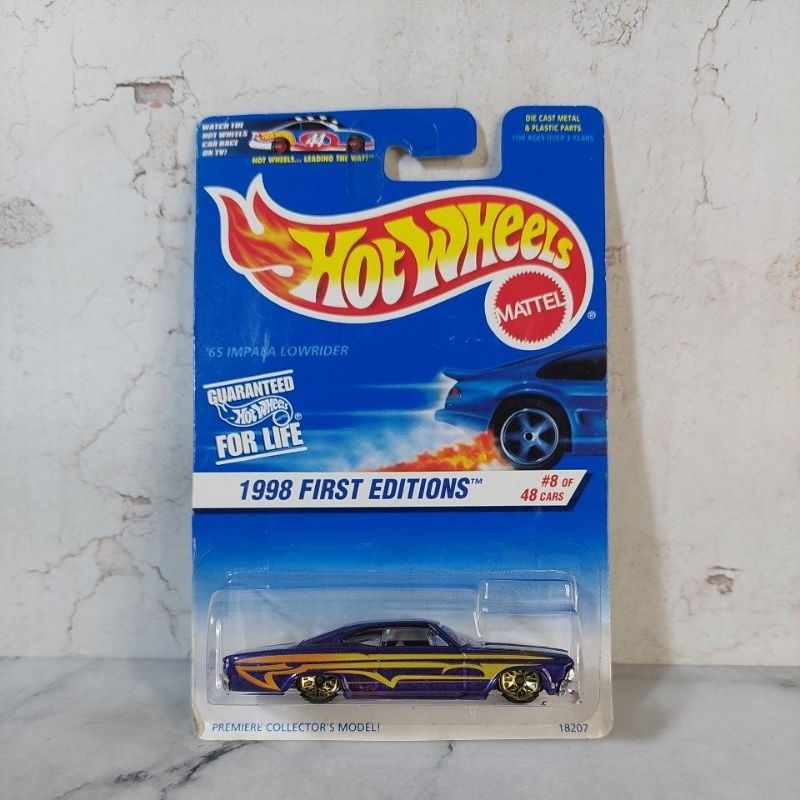 WATCH THE
HOT WHEELS
CAR RACE
ON TV!
44
HOT WHEELS... LEADING THE WAY!™
DIE CAST METAL
& PLASTIC PARTS.
FOR AGES OVER 3 YEARS
HOT WHEELS
MATTEL
®
'65 IMPALA LOWRIDER
GUARANTEED
HOT WHEELS ®
FOR LIFE
1998 FIRST EDITIONS™
#8 OF
48 CARS
PREMIERE COLLECTOR'S MODEL!
18207